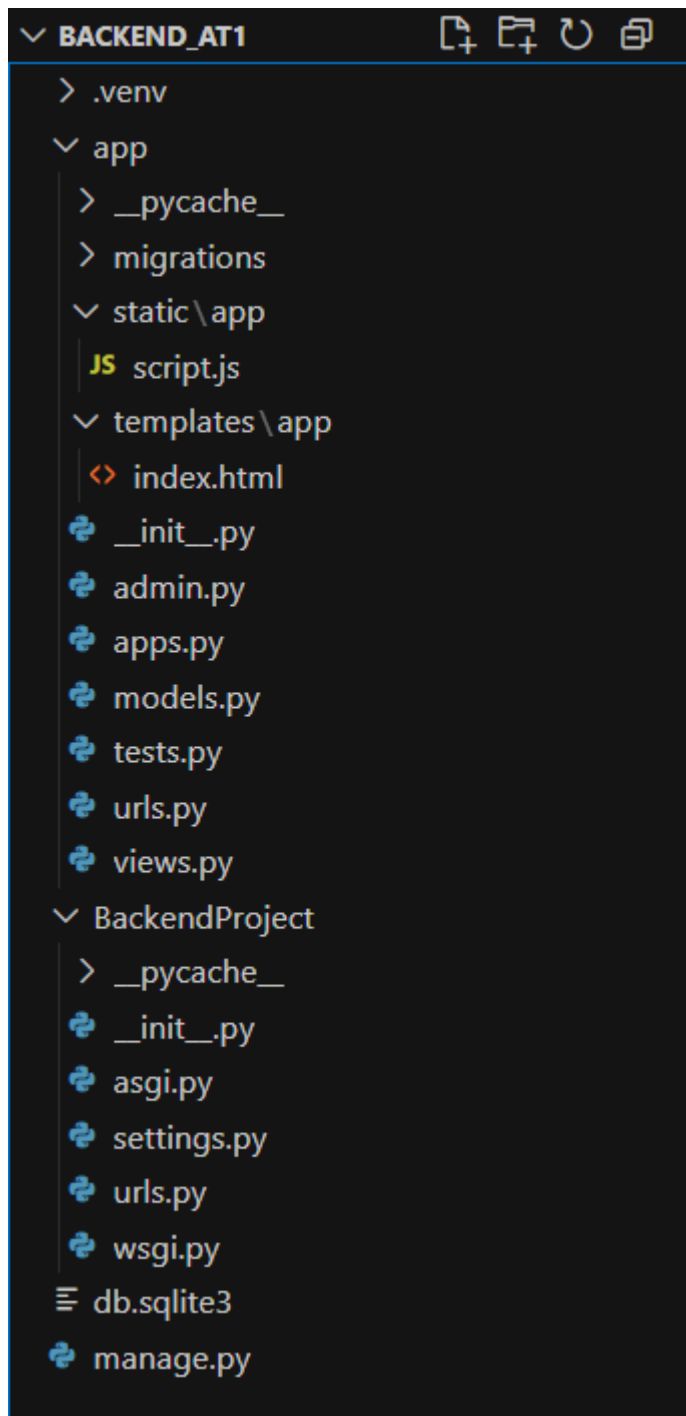 BACKEND_AT1
.venv
app
__pycache__
migrations
static\app
JS script.js
templates\app
<> index.html
__init__.py
admin.py
apps.py
models.py
tests.py
urls.py
views.py
BackendProject
__pycache__
__init__.py
asgi.py
settings.py
urls.py
wsgi.py
db.sqlite3
manage.py